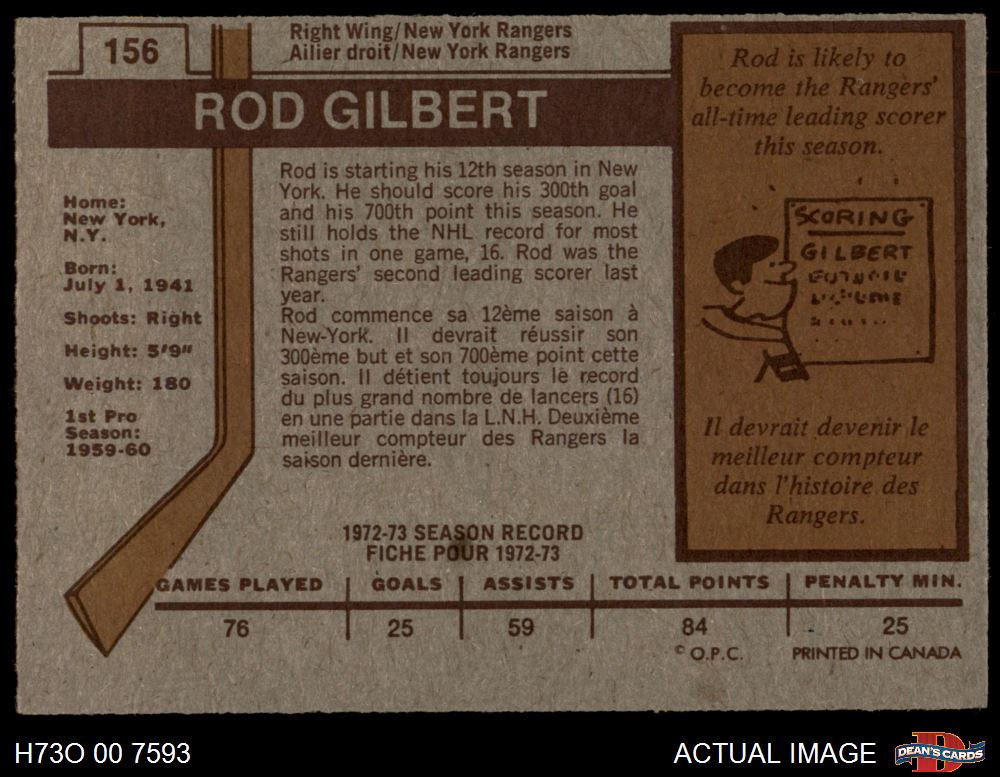 156
Right Wing/New York Rangers
Ailier droit/New York Rangers
ROD GILBERT
Home:
New York,
N.Y.
Born:
July 1, 1941
Shoots: Right
Height: 5'9"
Weight: 180
1st Pro
Season:
1959-60
Rod is starting his 12th season in New
York. He should score his 300th goal
and his 700th point this season. He
still holds the NHL record for most
shots in one game, 16. Rod was the
Rangers' second leading scorer last
year.
Rod commence sa 12ème saison à
New-York. Il devrait réussir son
300ème but et son 700ème point cette
saison. Il détient toujours le record
du plus grand nombre de lancers (16)
en une partie dans la L.N.H. Deuxième
meilleur compteur des Rangers la
saison dernière.
Rod is likely to
become the Rangers'
all-time leading scorer
this season.
SCORING
GILBERT
Il devrait devenir le
meilleur compteur
dans l'histoire des
Rangers.
1972-73 SEASON RECORD
FICHE POUR 1972-73
GAMES PLAYED GOALS ASSISTS TOTAL POINTS PENALTY MIN.
76 25 59 84 25
© O.P.C. PRINTED IN CANADA
H73O 00 7593 ACTUAL IMAGE DEAN'S CARDS